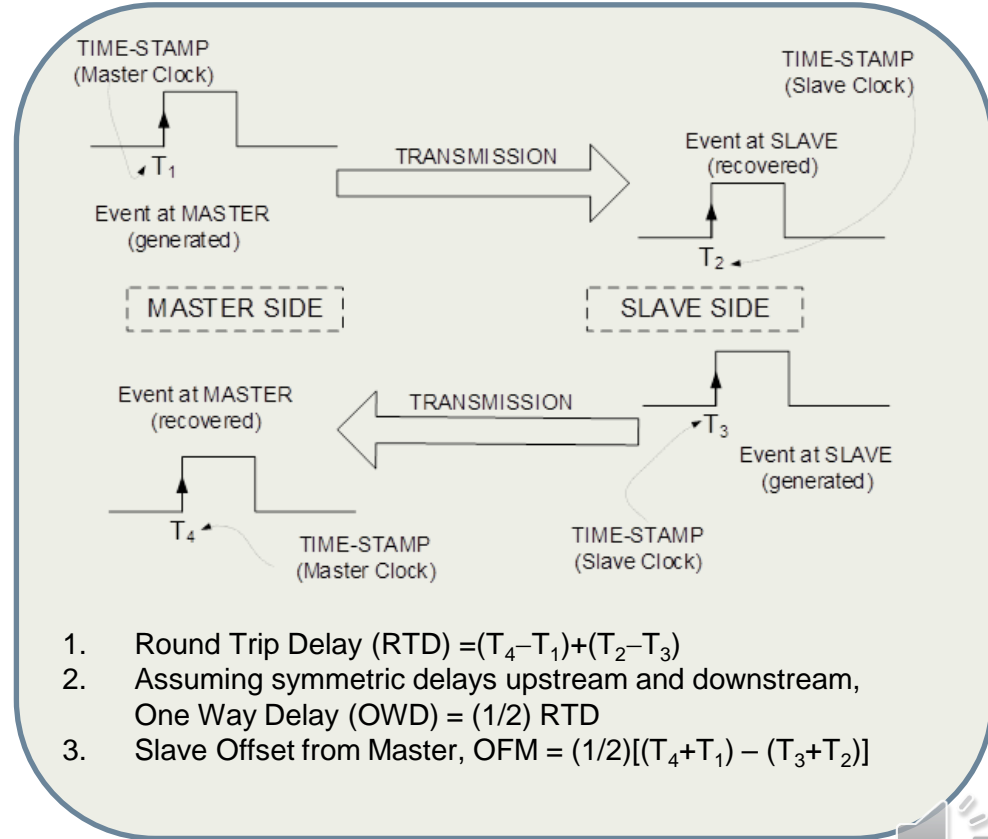 TIME-STAMP
(Master Clock)
T₁
Event at MASTER
(generated)
TRANSMISSION
TIME-STAMP
(Slave Clock)
Event at SLAVE
(recovered)
T₂
MASTER SIDE
SLAVE SIDE
Event at MASTER
(recovered)
T₄
TIME-STAMP
(Master Clock)
TRANSMISSION
T₃
Event at SLAVE
(generated)
TIME-STAMP
(Slave Clock)
1. Round Trip Delay (RTD) =(T₄–T₁)+(T₂–T₃)
2. Assuming symmetric delays upstream and downstream,
One Way Delay (OWD) = (1/2) RTD
3. Slave Offset from Master, OFM = (1/2)[(T₄+T₁) – (T₃+T₂)]